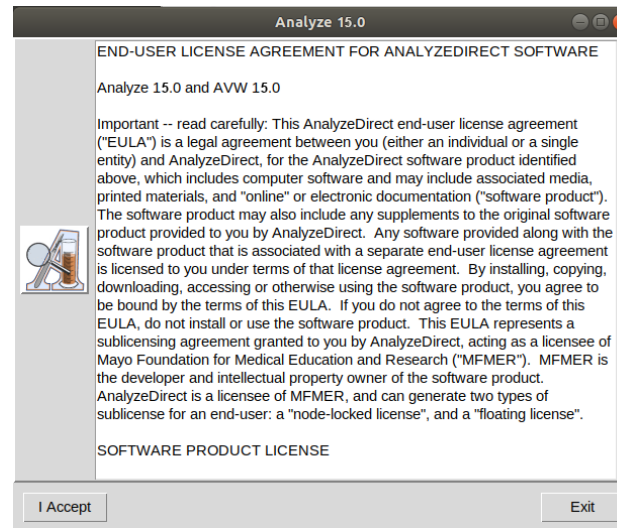 Analyze 15.0
END-USER LICENSE AGREEMENT FOR ANALYZEDIRECT SOFTWARE
Analyze 15.0 and AVW 15.0
Important -- read carefully: This AnalyzeDirect end-user license agreement
("EULA") is a legal agreement between you (either an individual or a single
entity) and AnalyzeDirect, for the AnalyzeDirect software product identified
above, which includes computer software and may include associated media,
printed materials, and "online" or electronic documentation ("software product").
The software product may also include any supplements to the original software
product provided to you by AnalyzeDirect.  Any software provided along with the
software product that is associated with a separate end-user license agreement
is licensed to you under terms of that license agreement.  By installing, copying,
downloading, accessing or otherwise using the software product, you agree to
be bound by the terms of this EULA.  If you do not agree to the terms of this
EULA, do not install or use the software product.  This EULA represents a
sublicensing agreement granted to you by AnalyzeDirect, acting as a licensee of
Mayo Foundation for Medical Education and Research ("MFMER").  MFMER is
the developer and intellectual property owner of the software product.
AnalyzeDirect is a licensee of MFMER, and can generate two types of
sublicense for an end-user: a "node-locked license", and a "floating license".
SOFTWARE PRODUCT LICENSE
I Accept
Exit